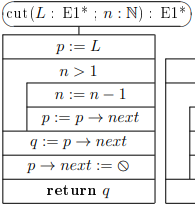 cut(L : E1* ; n : ℕ) : E1*
p := L
n > 1
n := n − 1
p := p → next
q := p → next
p → next := ⦸
return q